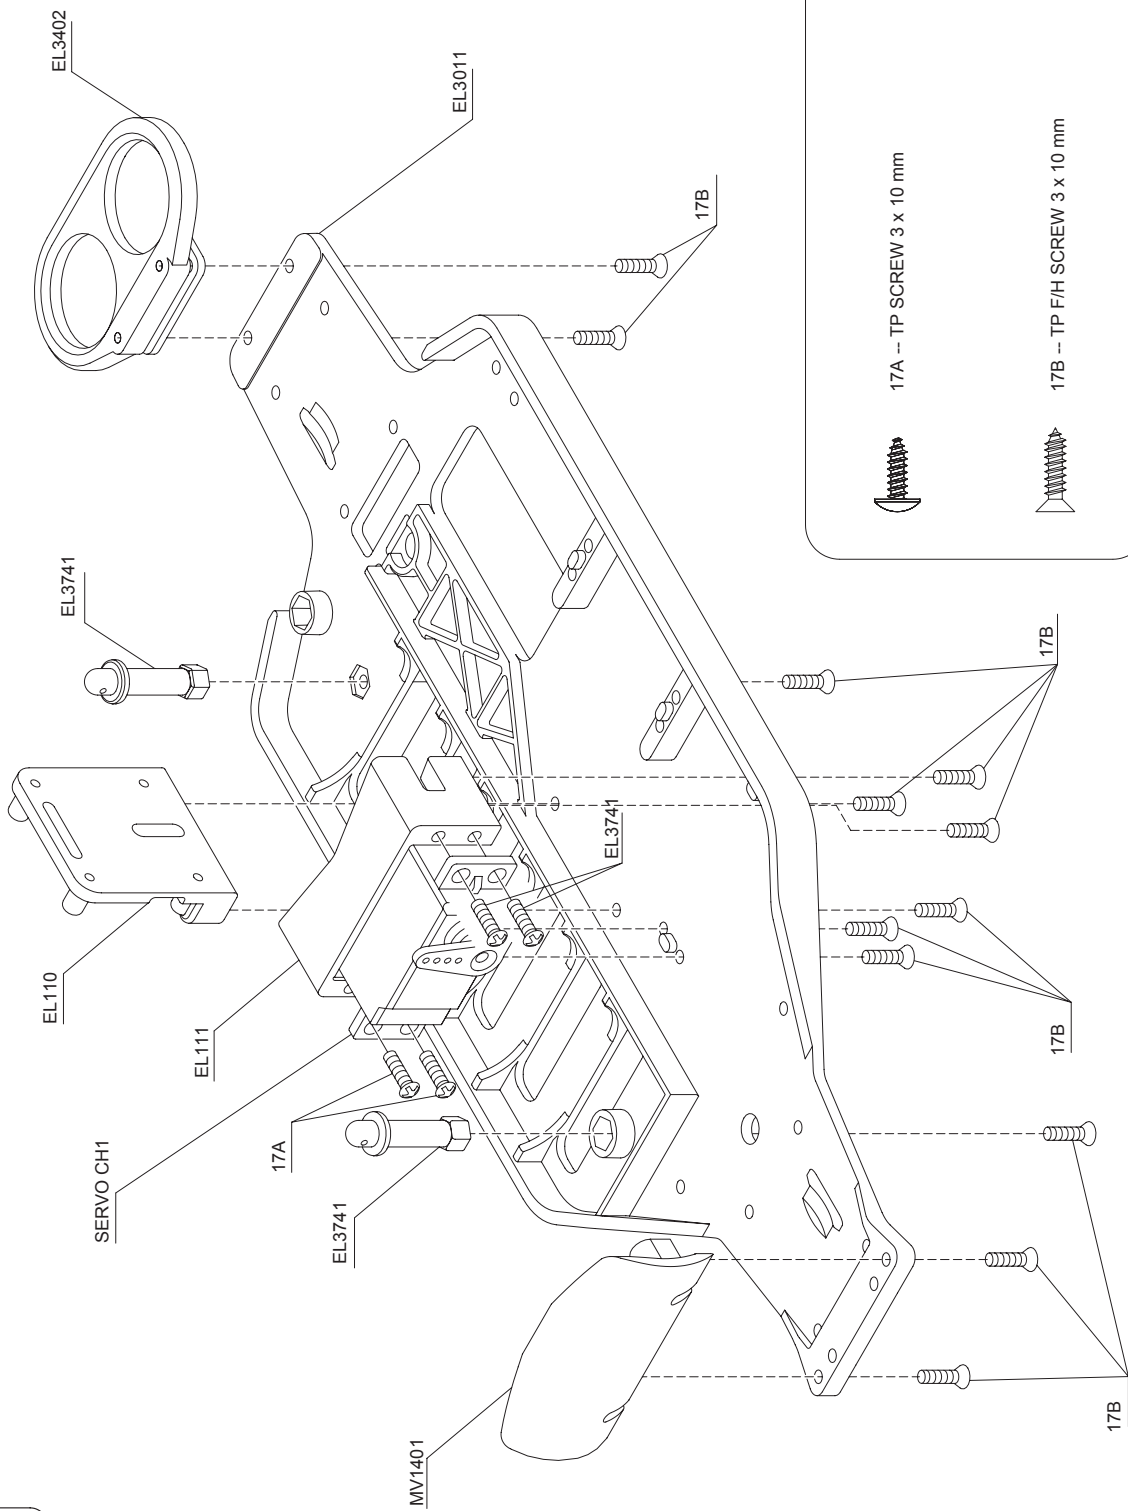 EL110
EL3402
EL3741
SERVO CH1
EL111
17A
EL3741
MV1401
EL3011
EL3741
17B
17B
17B
17B
17A -- TP SCREW 3 x 10 mm
17B -- TP F/H SCREW 3 x 10 mm